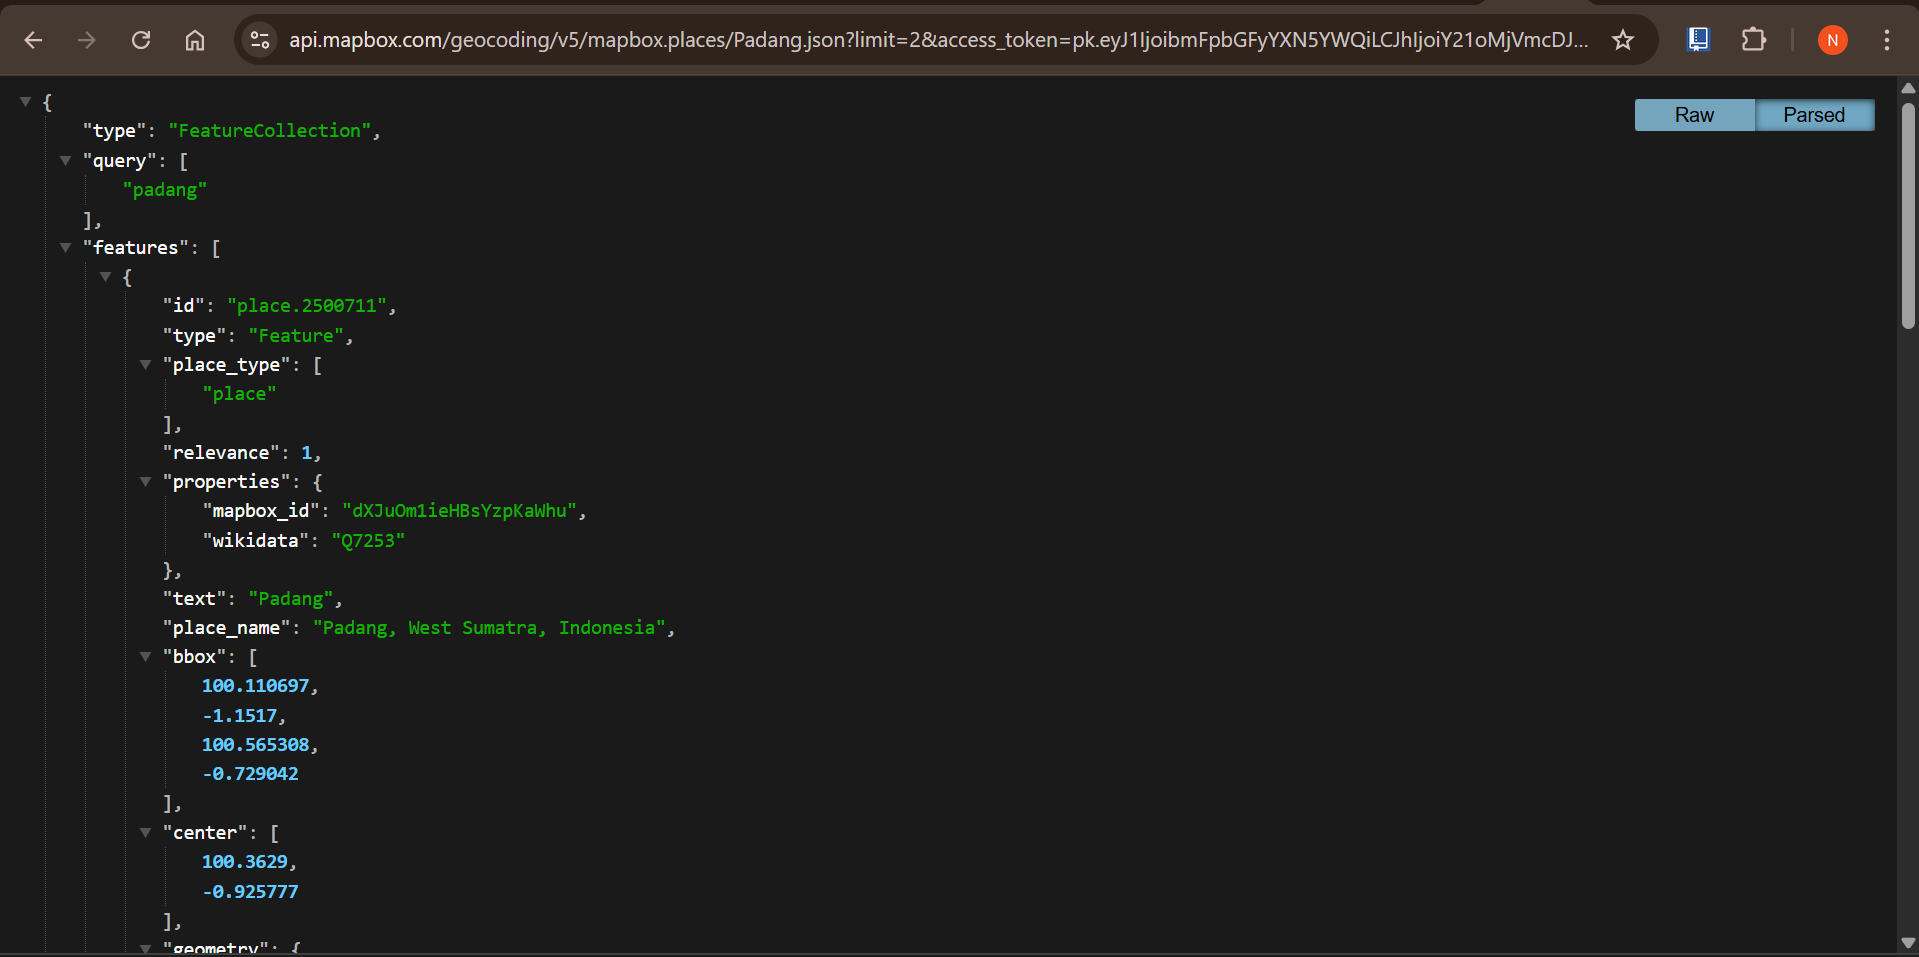 api.mapbox.com/geocoding/v5/mapbox.places/Padang.json?limit=2&access_token=pk.eyJ1IjoibmFpbGFyYXN5YWQiLCJhIjoiY21oMjVmcDJ...
N
Raw Parsed
{
"type": "FeatureCollection",
"query": [
"padang"
],
"features": [
{
"id": "place.2500711",
"type": "Feature",
"place_type": [
"place"
],
"relevance": 1,
"properties": {
"mapbox_id": "dXJuOm1ieHBsYzpKaWhu",
"wikidata": "Q7253"
},
"text": "Padang",
"place_name": "Padang, West Sumatra, Indonesia",
"bbox": [
100.110697,
-1.1517,
100.565308,
-0.729042
],
"center": [
100.3629,
-0.925777
],
"geometry": {